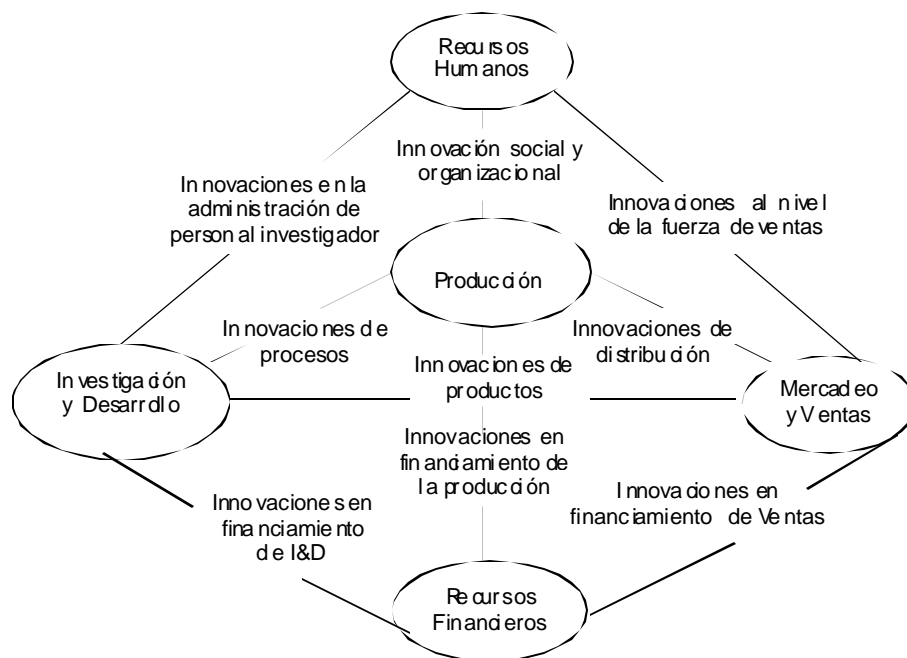 Recursos
Humanos
Innovación social y
organizacional
Innovaciones en la
administración de
personal investigador
Innovaciones al nivel
de la fuerza de ventas
Producción
Innovaciones de
procesos
Innovaciones de
distribución
Innovaciones de
productos
Investigación
y Desarrollo
Mercadeo
y Ventas
Innovaciones en
financiamiento de
la producción
Innovaciones en
financiamiento
de I&D
Innovaciones en
financiamiento de Ventas
Recursos
Financieros